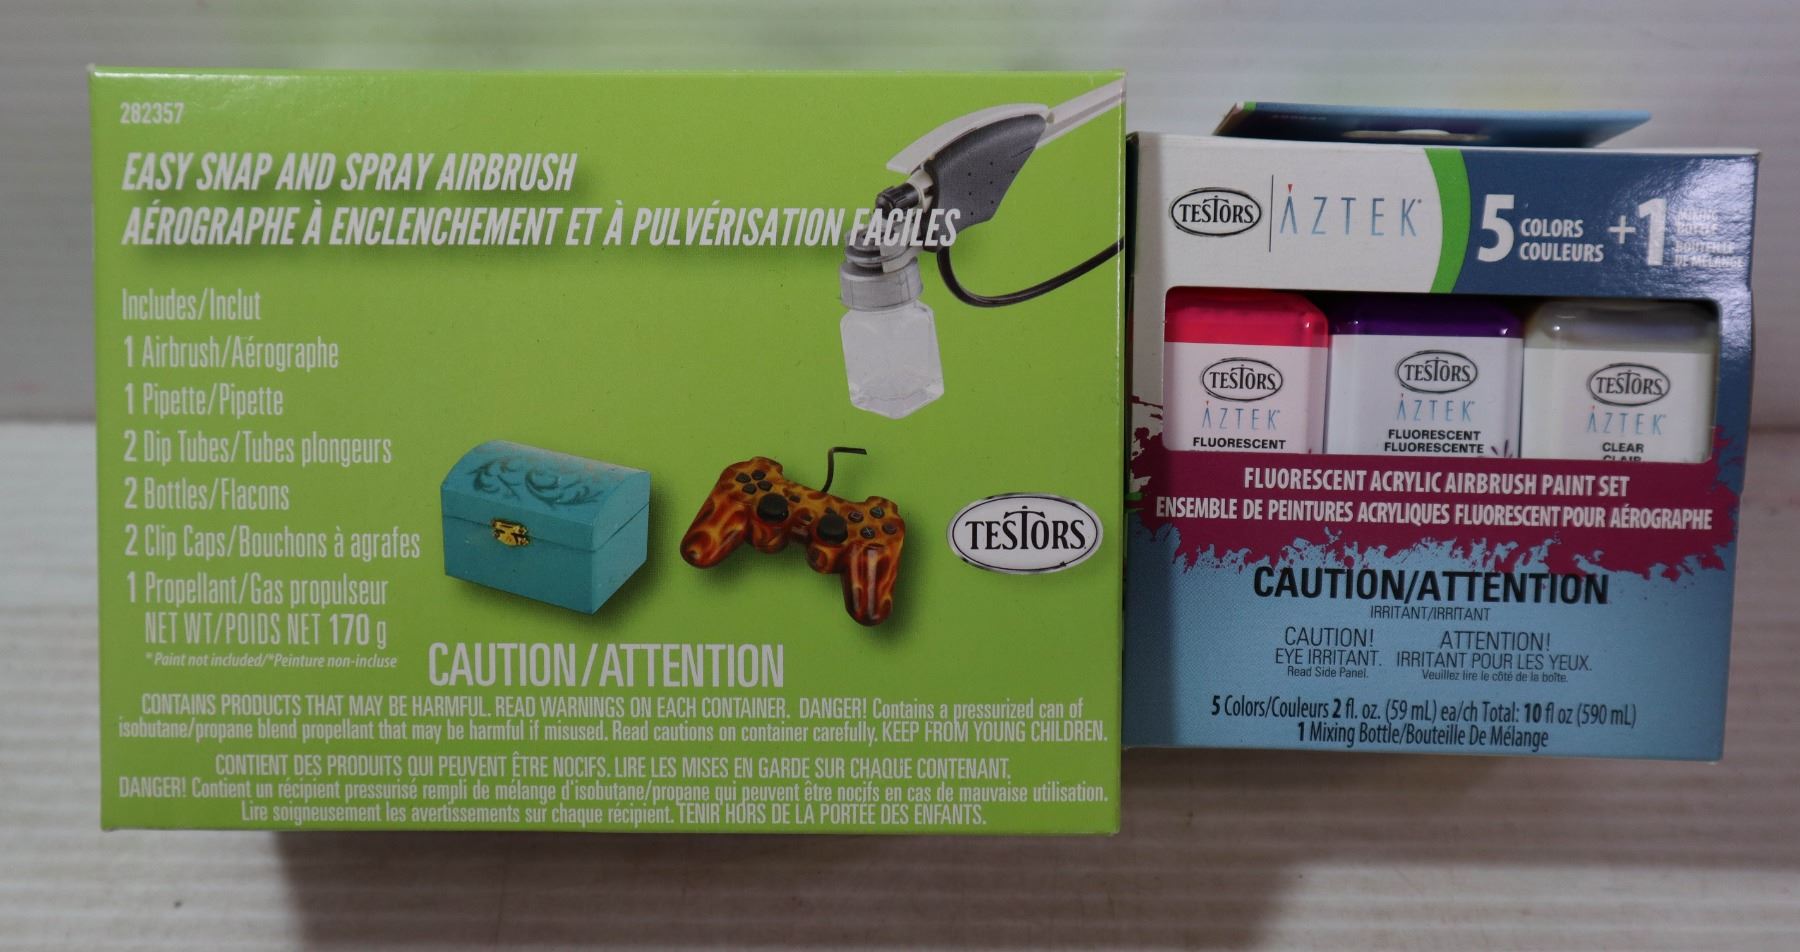 282357
EASY SNAP AND SPRAY AIRBRUSH
AÉROGRAPHE À ENCLENCHEMENT ET À PULVÉRISATION FACILES
Includes/Inclut
1 Airbrush/Aérographe
1 Pipette/Pipette
2 Dip Tubes/Tubes plongeurs
2 Bottles/Flacons
2 Clip Caps/Bouchons à agrafes
1 Propellant/Gas propulseur
NET WT/POIDS NET 170 g
*Paint not included/*Peinture non-incluse
TESTORS
CAUTION/ATTENTION
CONTAINS PRODUCTS THAT MAY BE HARMFUL. READ WARNINGS ON EACH CONTAINER. DANGER! Contains a pressurized can of
isobutane/propane blend propellant that may be harmful if misused. Read cautions on container carefully. KEEP FROM YOUNG CHILDREN.
CONTIENT DES PRODUITS QUI PEUVENT ÊTRE NOCIFS. LIRE LES MISES EN GARDE SUR CHAQUE CONTENANT.
DANGER! Contient un récipient pressurisé rempli de mélange d'isobutane/propane qui peuvent être nocifs en cas de mauvaise utilisation.
Lire soigneusement les avertissements sur chaque récipient. TENIR HORS DE LA PORTÉE DES ENFANTS.
TESTORS AZTEK
5 COLORS
COULEURS
+1 MIXING
BOTTLE
BOUTEILLE
DE MÉLANGE
TESTORS
AZTEK
FLUORESCENT
TESTORS
AZTEK
FLUORESCENT
FLUORESCENTE
TESTORS
AZTEK
CLEAR
CLAIR
FLUORESCENT ACRYLIC AIRBRUSH PAINT SET
ENSEMBLE DE PEINTURES ACRYLIQUES FLUORESCENT POUR AÉROGRAPHE
CAUTION/ATTENTION
IRRITANT/IRRITANT
CAUTION!
EYE IRRITANT.
Read Side Panel.
ATTENTION!
IRRITANT POUR LES YEUX.
Veuillez lire le côté de la boîte.
5 Colors/Couleurs 2 fl. oz. (59 mL) ea/ch Total: 10 fl oz (590 mL)
1 Mixing Bottle/Bouteille De Mélange